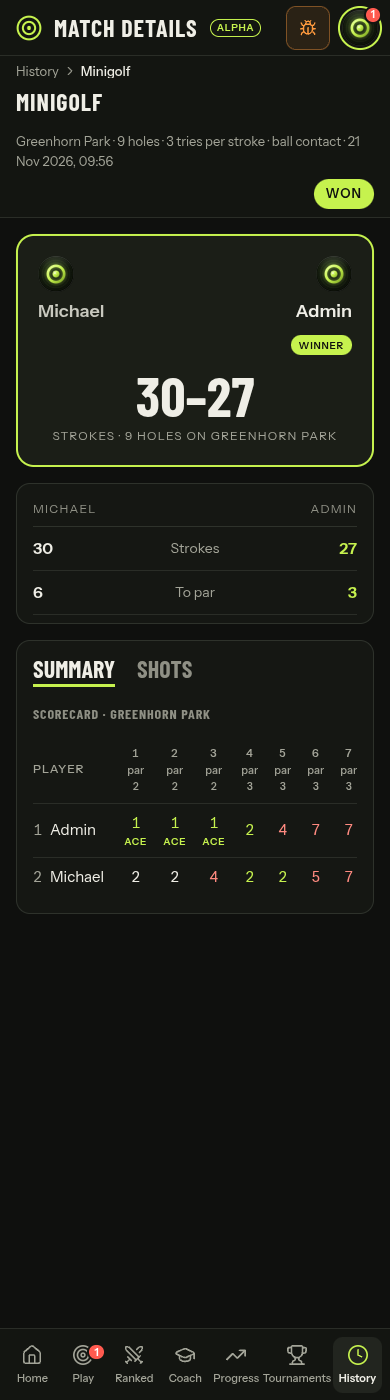 MATCH DETAILS ALPHA 1
History > Minigolf
MINIGOLF
Greenhorn Park · 9 holes · 3 tries per stroke · ball contact · 21
Nov 2026, 09:56
WON
Michael Admin
WINNER
30–27
STROKES · 9 HOLES ON GREENHORN PARK
MICHAEL ADMIN
30 Strokes 27
6 To par 3
SUMMARY SHOTS
SCORECARD · GREENHORN PARK
PLAYER 1 par 2 2 par 2 3 par 2 4 par 3 5 par 3 6 par 3 7 par 3
1 Admin 1 ACE 1 ACE 1 ACE 2 4 7 7
2 Michael 2 2 4 2 2 5 7
1
Home Play Ranked Coach Progress Tournaments History